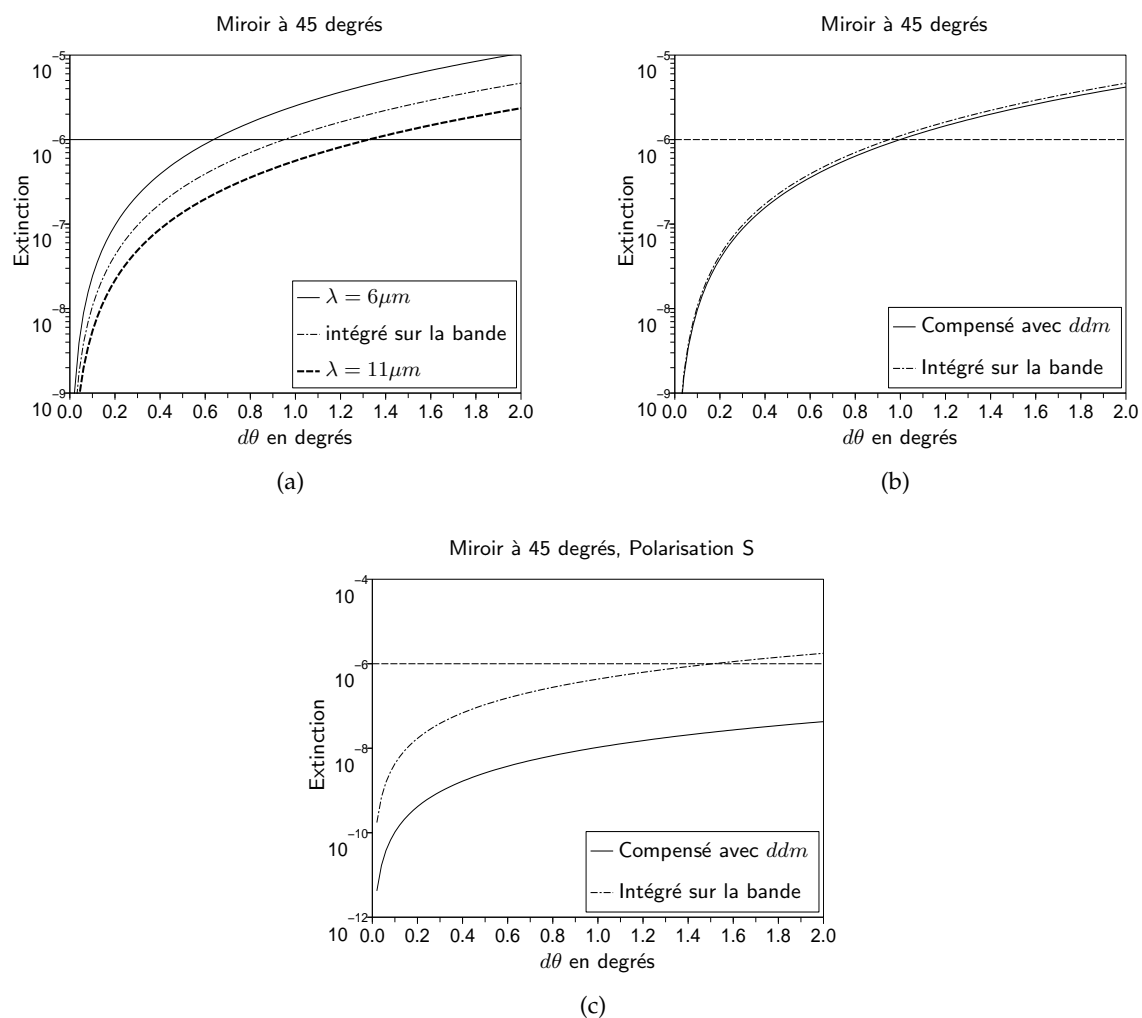 Miroir à 45 degrés
10⁻⁵
10⁻⁶
10⁻⁷
10⁻⁸
10⁻⁹
Extinction
λ = 6μm
intégré sur la bande
λ = 11μm
0.0 0.2 0.4 0.6 0.8 1.0 1.2 1.4 1.6 1.8 2.0
dθ en degrés
(a)
Miroir à 45 degrés
10⁻⁵
10⁻⁶
10⁻⁷
10⁻⁸
10⁻⁹
Extinction
Compensé avec ddm
Intégré sur la bande
0.0 0.2 0.4 0.6 0.8 1.0 1.2 1.4 1.6 1.8 2.0
dθ en degrés
(b)
Miroir à 45 degrés, Polarisation S
10⁻⁴
10⁻⁶
10⁻⁸
10⁻¹⁰
10⁻¹²
Extinction
Compensé avec ddm
Intégré sur la bande
0.0 0.2 0.4 0.6 0.8 1.0 1.2 1.4 1.6 1.8 2.0
dθ en degrés
(c)